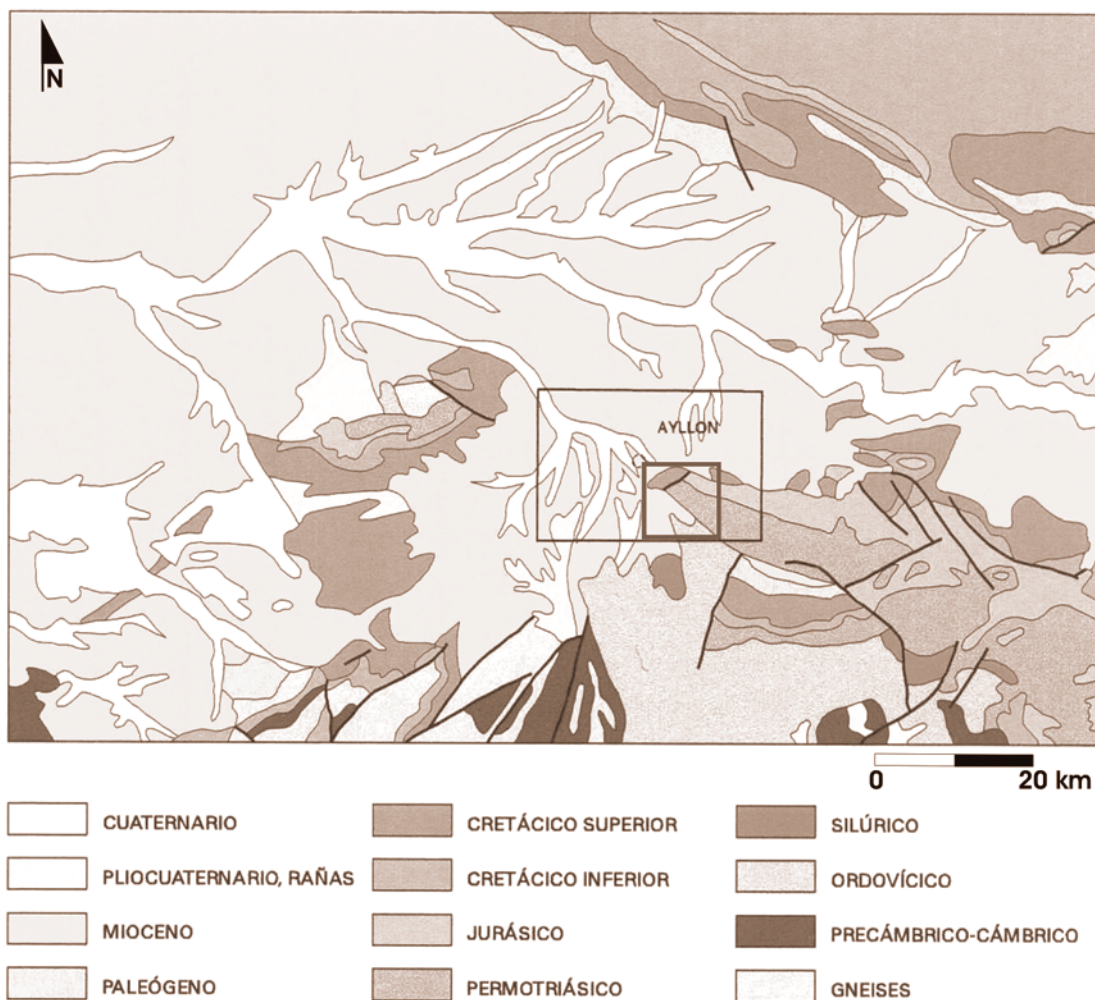 N
AYLLON
0 20 km
CUATERNARIO
PLIOCUATERNARIO, RAÑAS
MIOCENO
PALEÓGENO
CRETÁCICO SUPERIOR
CRETÁCICO INFERIOR
JURÁSICO
PERMOTRIÁSICO
SILÚRICO
ORDOVÍCICO
PRECÁMBRICO-CÁMBRICO
GNEISES